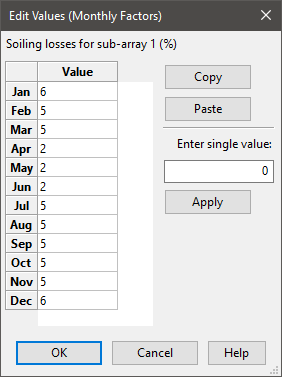 Edit Values (Monthly Factors)
Soiling losses for sub-array 1 (%)
Value
Jan 6
Feb 5
Mar 5
Apr 2
May 2
Jun 2
Jul 5
Aug 5
Sep 5
Oct 5
Nov 5
Dec 6
Copy
Paste
Enter single value:
0
Apply
OK Cancel Help